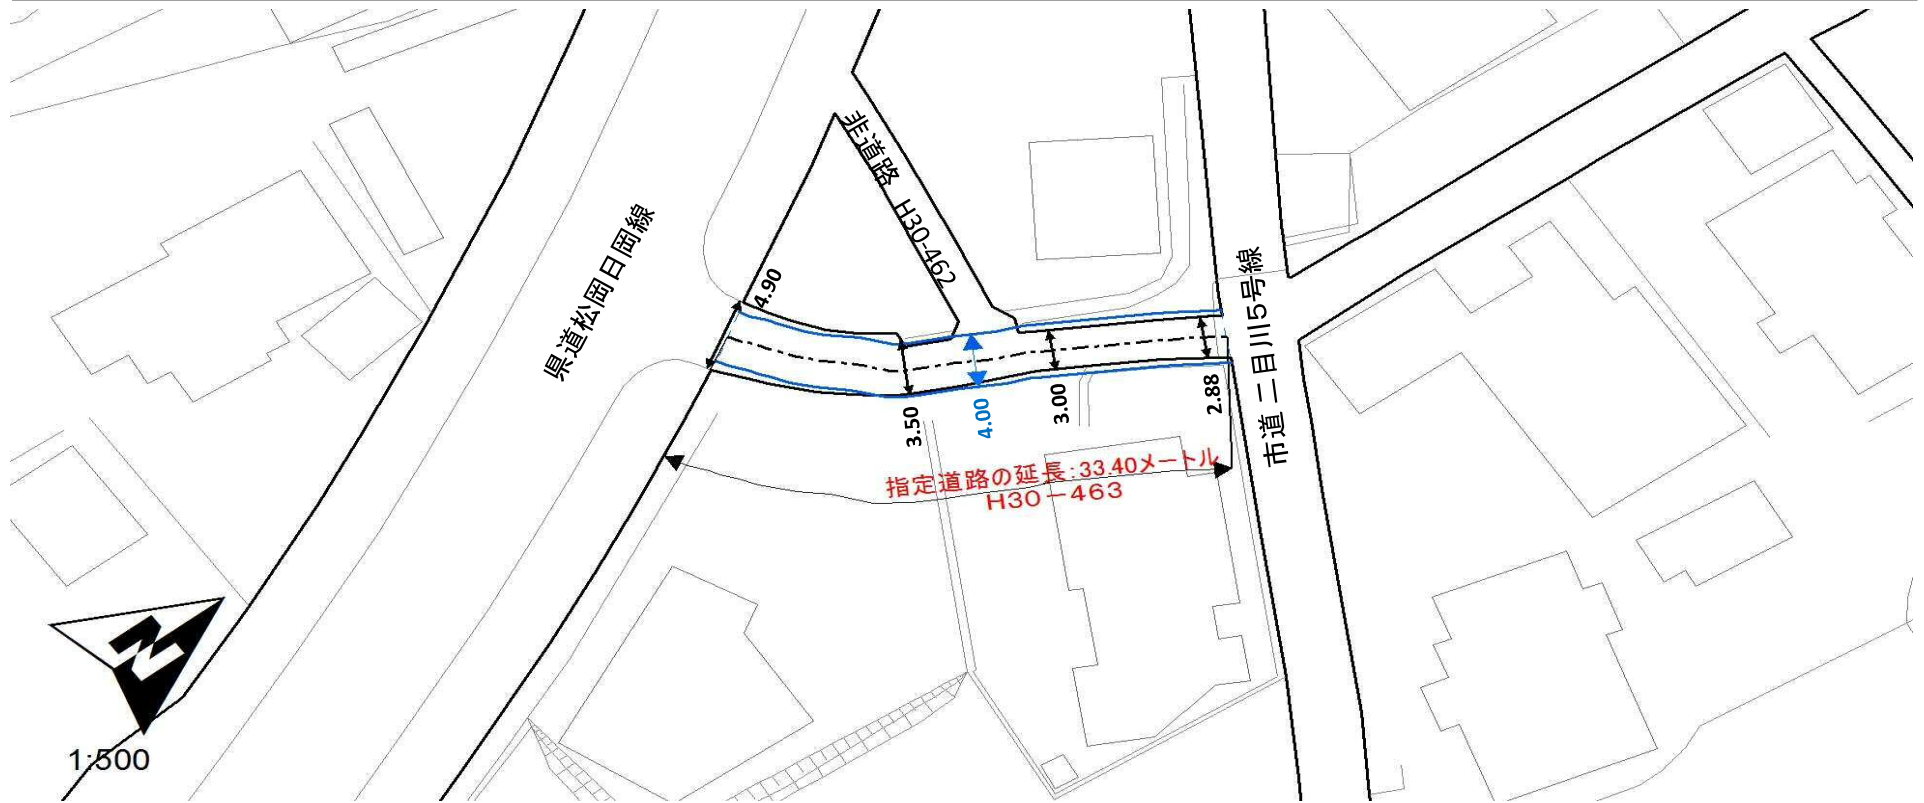 非道路 H30-462
県道松岡日岡線
市道二目川5号線
4.90
3.50
4.00
3.00
2.88
指定道路の延長:33.40メートル
H30-463
N
1:500